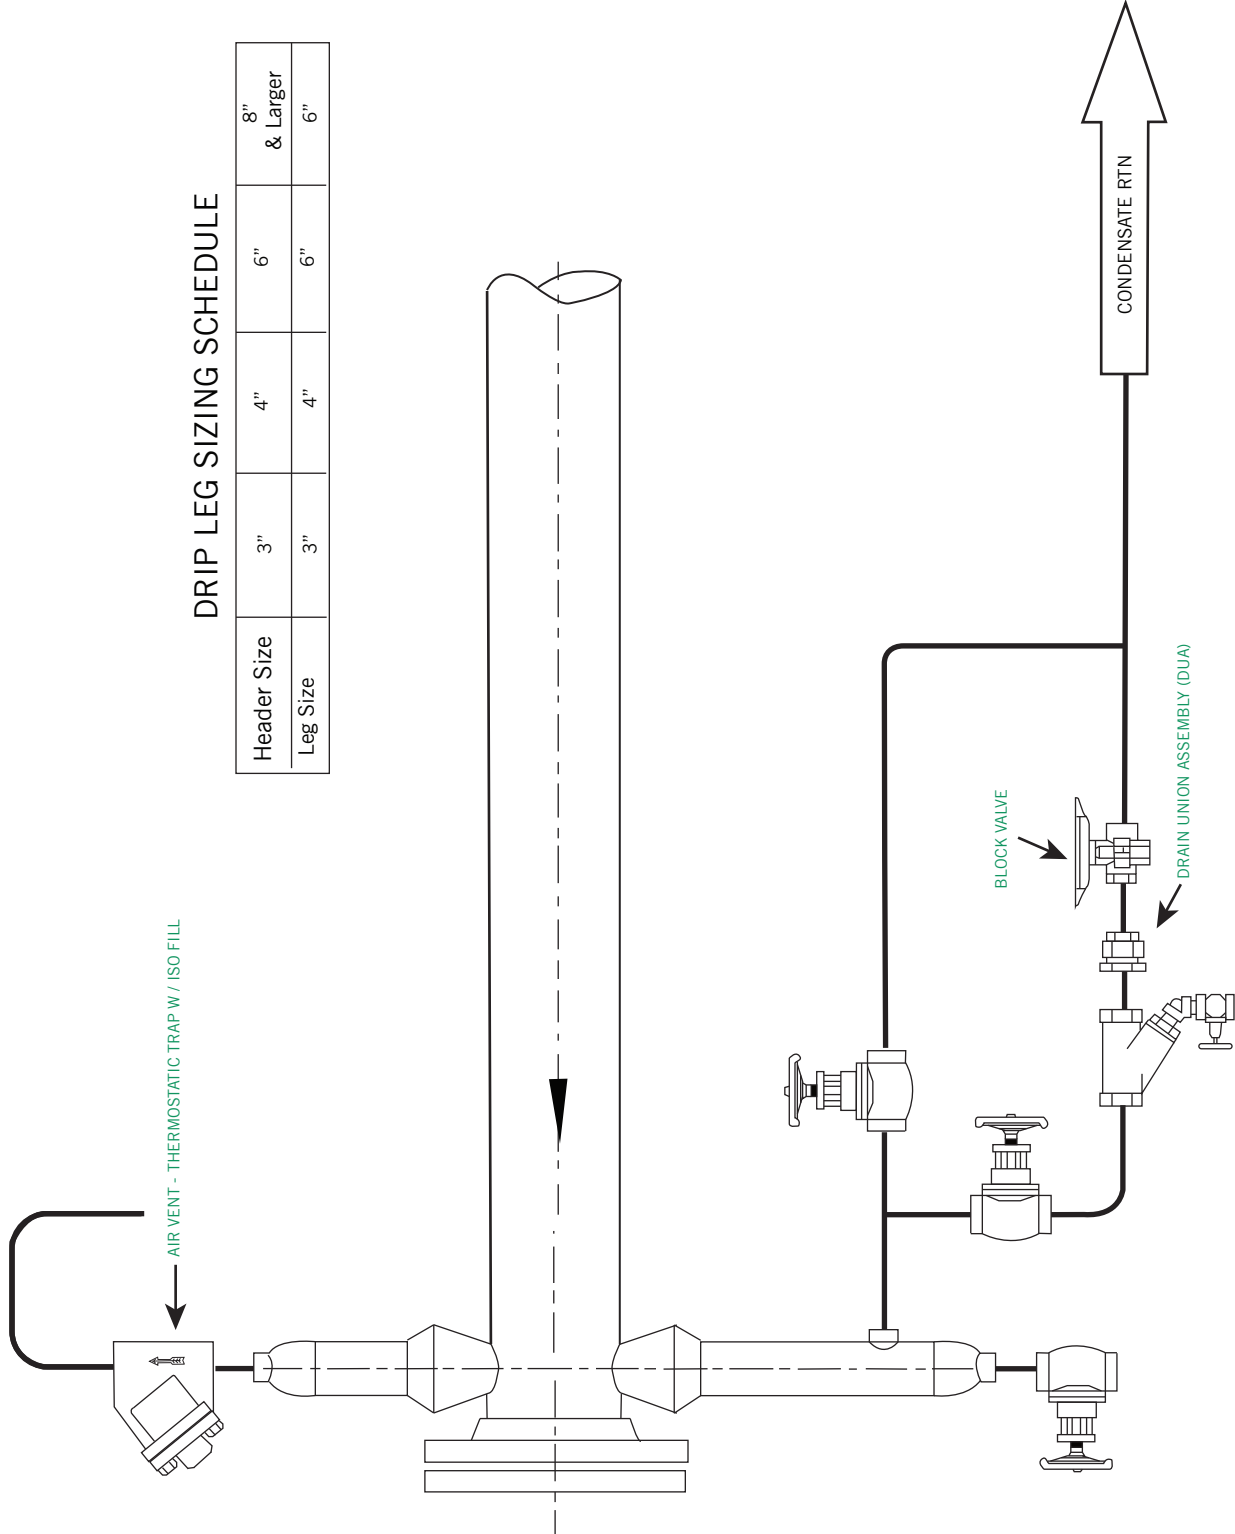 DRIP LEG SIZING SCHEDULE
Header Size 3” 4” 6” 8” & Larger
Leg Size 3” 4” 6” 6”
AIR VENT - THERMOSTATIC TRAP W / ISO FILL
BLOCK VALVE
DRAIN UNION ASSEMBLY (DUA)
CONDENSATE RTN